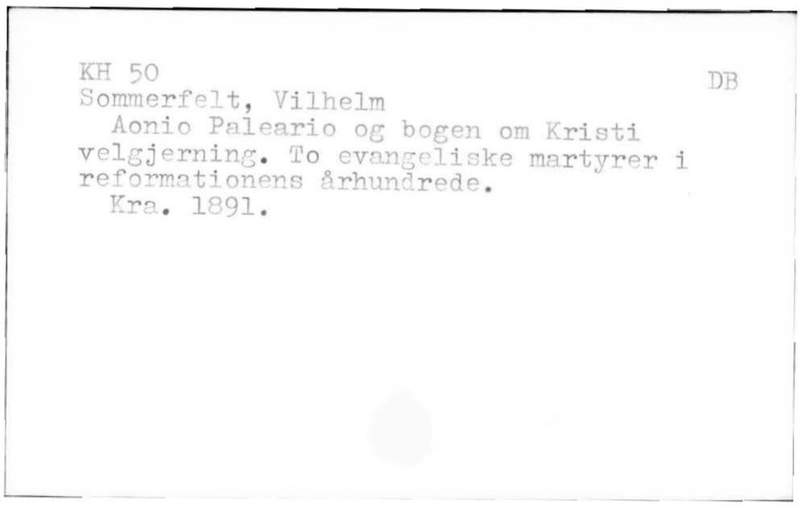 KH 50 DB
Sommerfelt, Vilhelm
Aonio Paleario og bogen om Kristi
velgjerning. To evangeliske martyrer i
reformationens århundrede.
Kra. 1891.